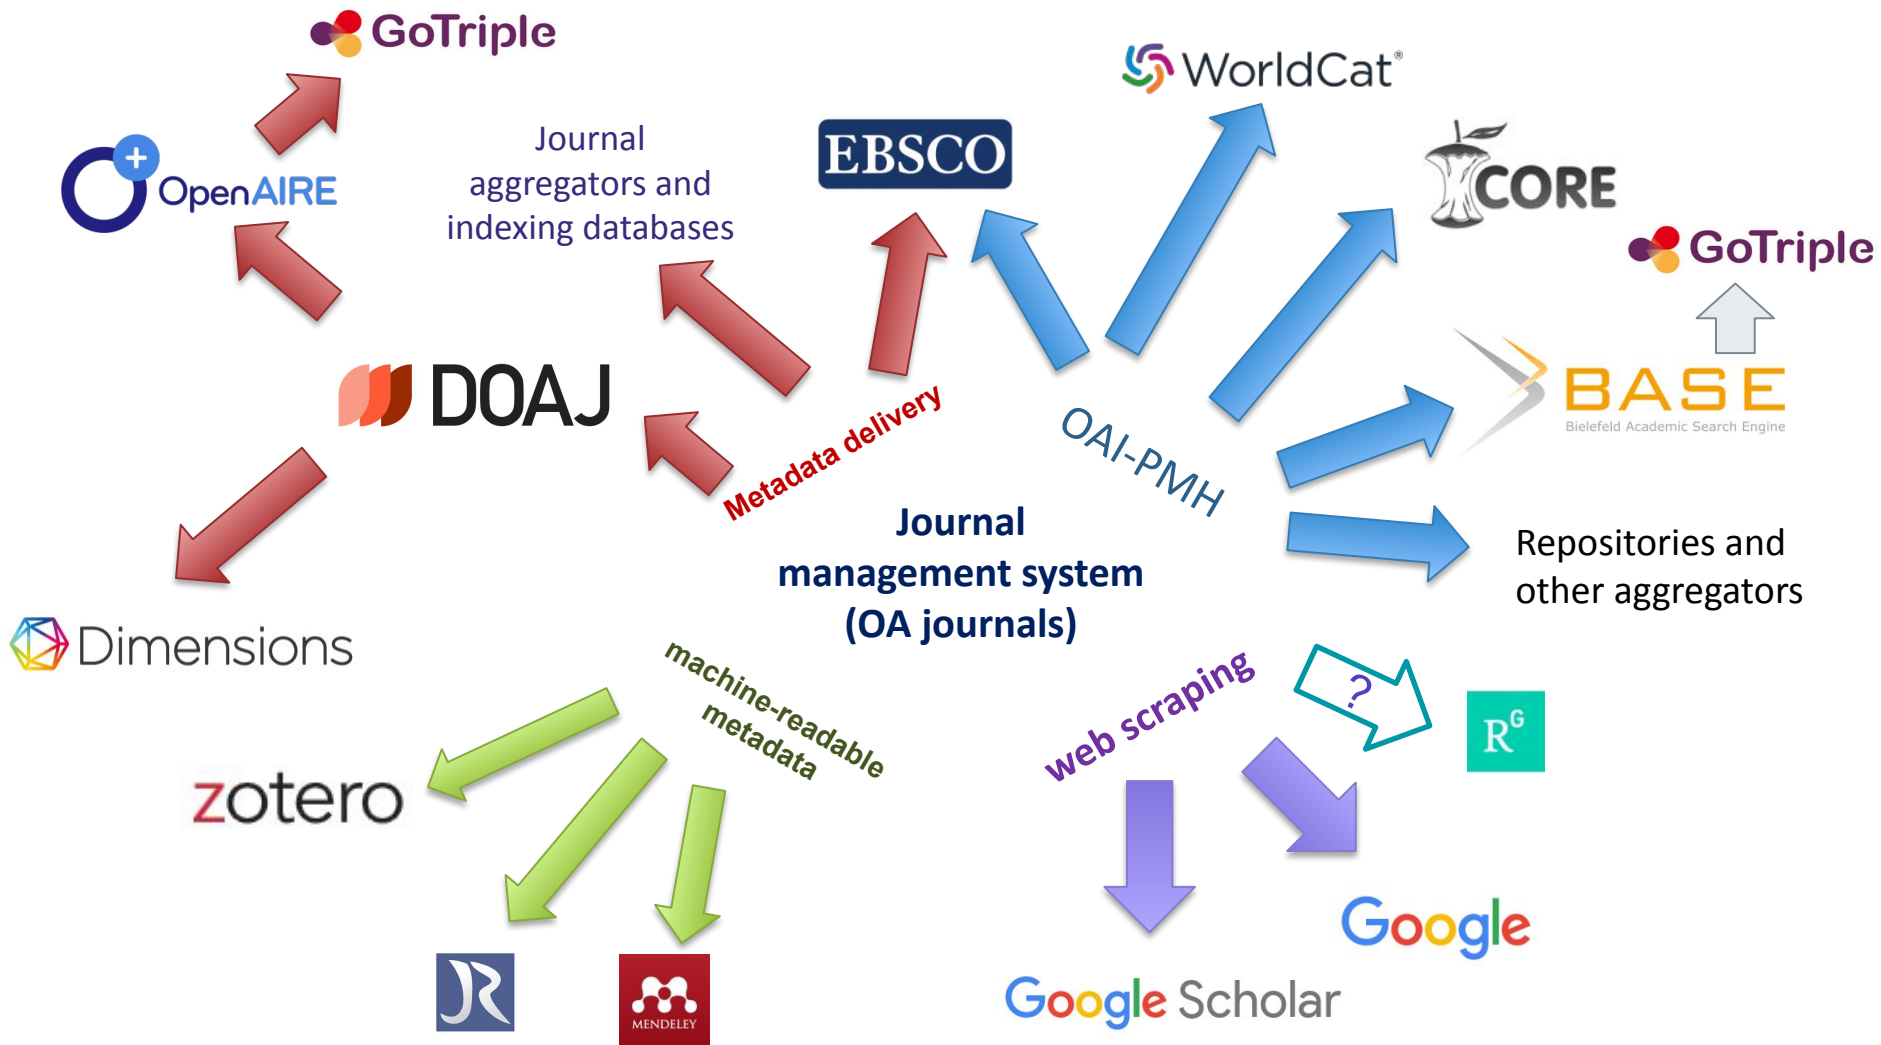 GoTriple
WorldCat®
OpenAIRE
Journal
aggregators and
indexing databases
EBSCO
CORE
GoTriple
DOAJ
BASE
Bielefeld Academic Search Engine
Metadata delivery
OAI-PMH
Journal
management system
(OA journals)
Repositories and
other aggregators
Dimensions
machine-readable
metadata
web scraping
?
RG
zotero
Google
JR
MENDELEY
Google Scholar